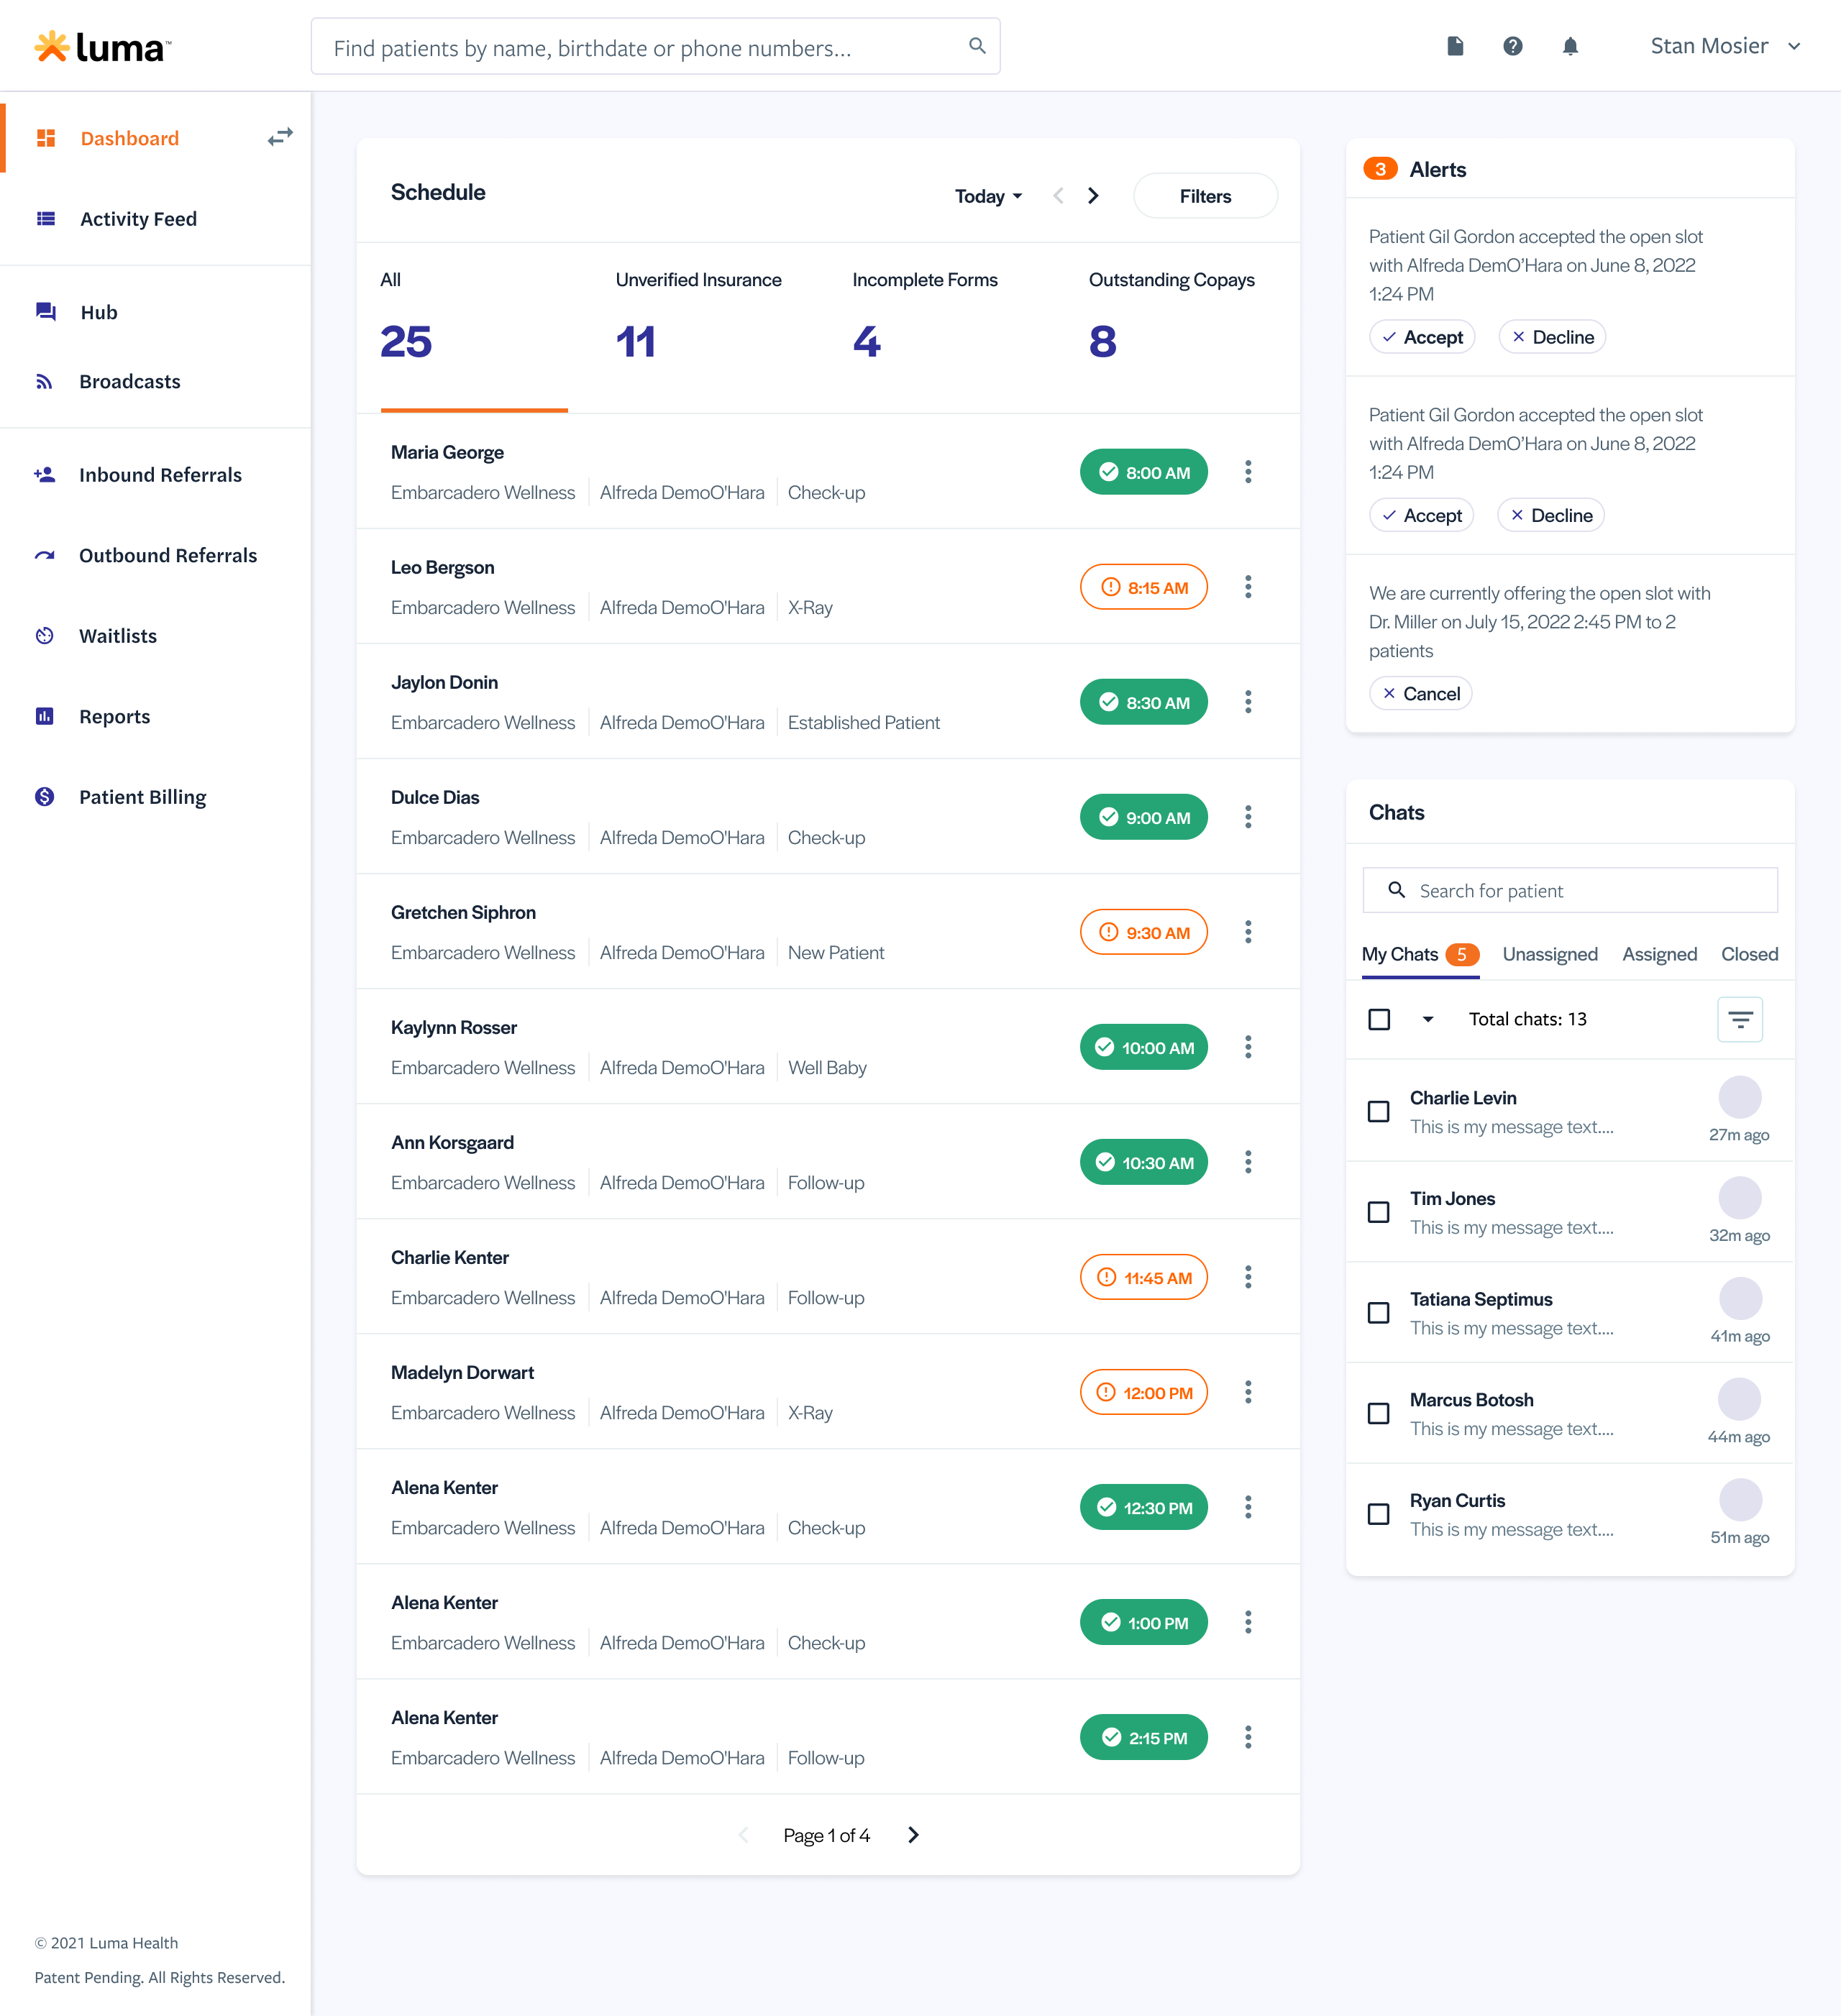 luma™
Find patients by name, birthdate or phone numbers...
Stan Mosier
Dashboard
Activity Feed
Hub
Broadcasts
Inbound Referrals
Outbound Referrals
Waitlists
Reports
Patient Billing
© 2021 Luma Health
Patent Pending. All Rights Reserved.
Schedule
Today
Filters
All
25
Unverified Insurance
11
Incomplete Forms
4
Outstanding Copays
8
Maria George
Embarcadero Wellness Alfreda DemoO'Hara Check-up
8:00 AM
Leo Bergson
Embarcadero Wellness Alfreda DemoO'Hara X-Ray
8:15 AM
Jaylon Donin
Embarcadero Wellness Alfreda DemoO'Hara Established Patient
8:30 AM
Dulce Dias
Embarcadero Wellness Alfreda DemoO'Hara Check-up
9:00 AM
Gretchen Siphron
Embarcadero Wellness Alfreda DemoO'Hara New Patient
9:30 AM
Kaylynn Rosser
Embarcadero Wellness Alfreda DemoO'Hara Well Baby
10:00 AM
Ann Korsgaard
Embarcadero Wellness Alfreda DemoO'Hara Follow-up
10:30 AM
Charlie Kenter
Embarcadero Wellness Alfreda DemoO'Hara Follow-up
11:45 AM
Madelyn Dorwart
Embarcadero Wellness Alfreda DemoO'Hara X-Ray
12:00 PM
Alena Kenter
Embarcadero Wellness Alfreda DemoO'Hara Check-up
12:30 PM
Alena Kenter
Embarcadero Wellness Alfreda DemoO'Hara Check-up
1:00 PM
Alena Kenter
Embarcadero Wellness Alfreda DemoO'Hara Follow-up
2:15 PM
Page 1 of 4
3 Alerts
Patient Gil Gordon accepted the open slot
with Alfreda DemO'Hara on June 8, 2022
1:24 PM
Accept Decline
Patient Gil Gordon accepted the open slot
with Alfreda DemO'Hara on June 8, 2022
1:24 PM
Accept Decline
We are currently offering the open slot with
Dr. Miller on July 15, 2022 2:45 PM to 2
patients
Cancel
Chats
Search for patient
My Chats 5 Unassigned Assigned Closed
Total chats: 13
Charlie Levin
This is my message text....
27m ago
Tim Jones
This is my message text....
32m ago
Tatiana Septimus
This is my message text....
41m ago
Marcus Botosh
This is my message text....
44m ago
Ryan Curtis
This is my message text....
51m ago